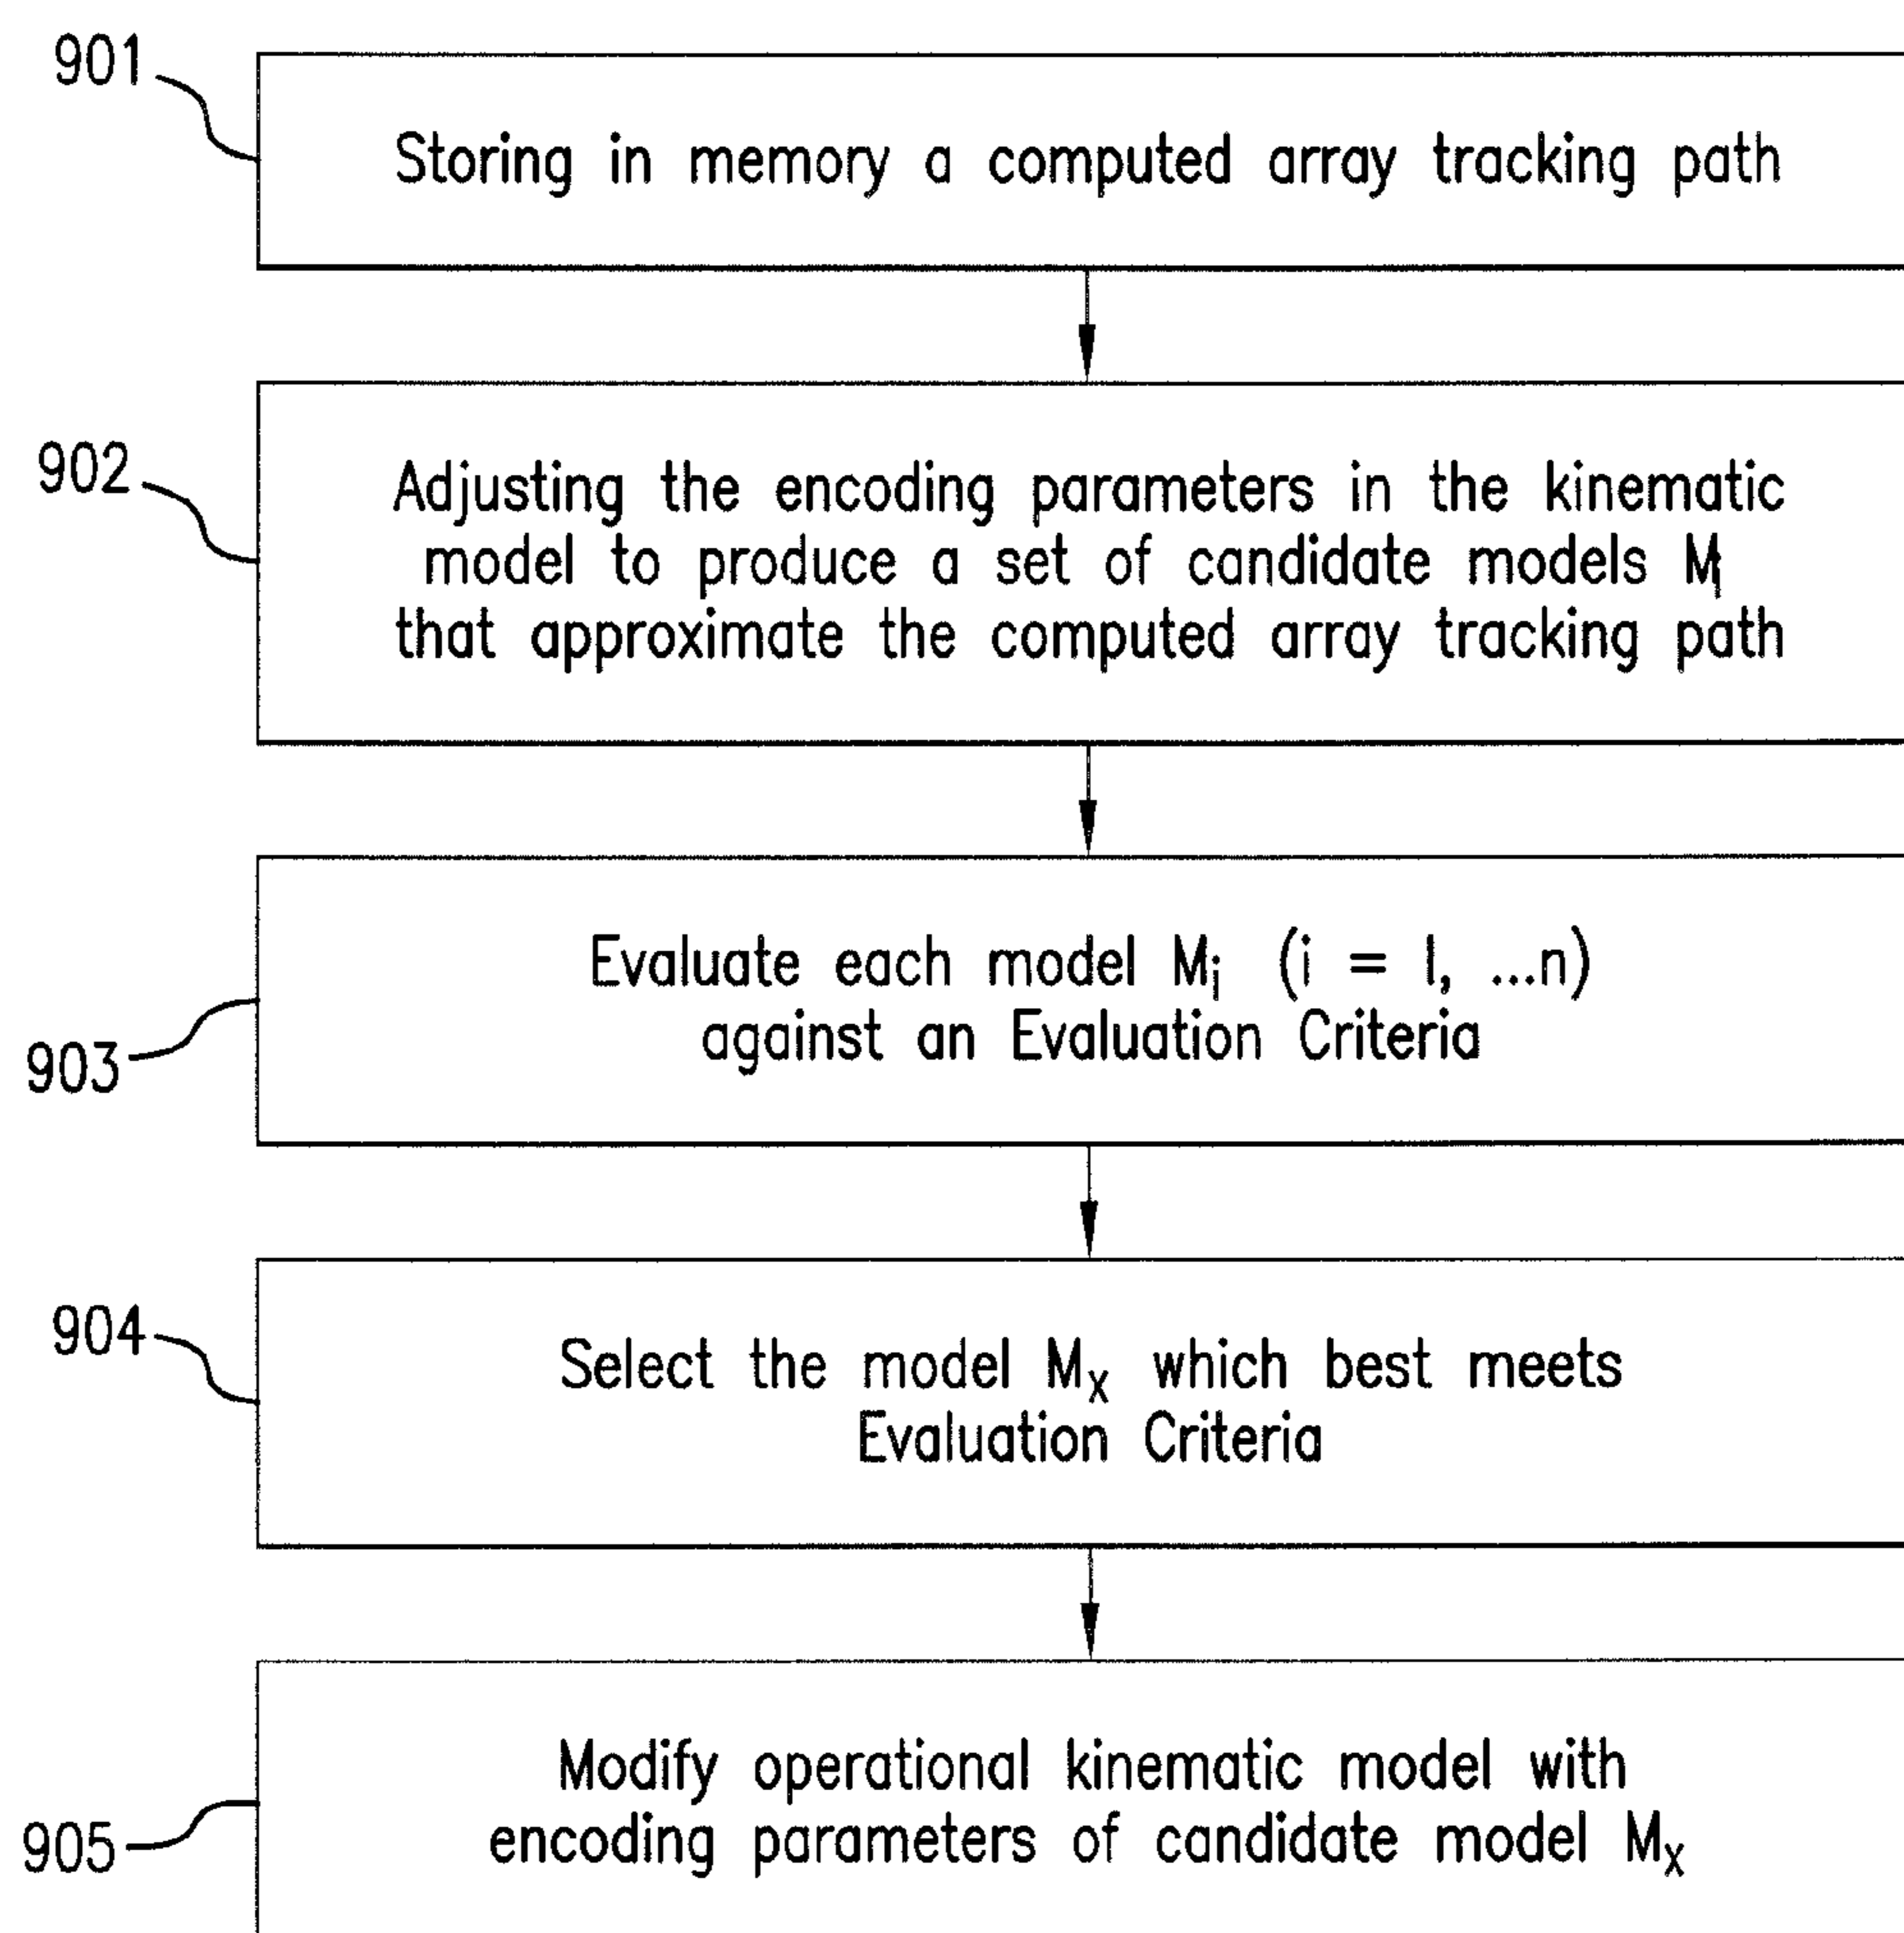 901
Storing in memory a computed array tracking path
902
Adjusting the encoding parameters in the kinematic
model to produce a set of candidate models Mi
that approximate the computed array tracking path
Evaluate each model Mi (i = l, ...n)
against an Evaluation Criteria
903
904
Select the model Mx which best meets
Evaluation Criteria
Modify operational kinematic model with
encoding parameters of candidate model Mx
905